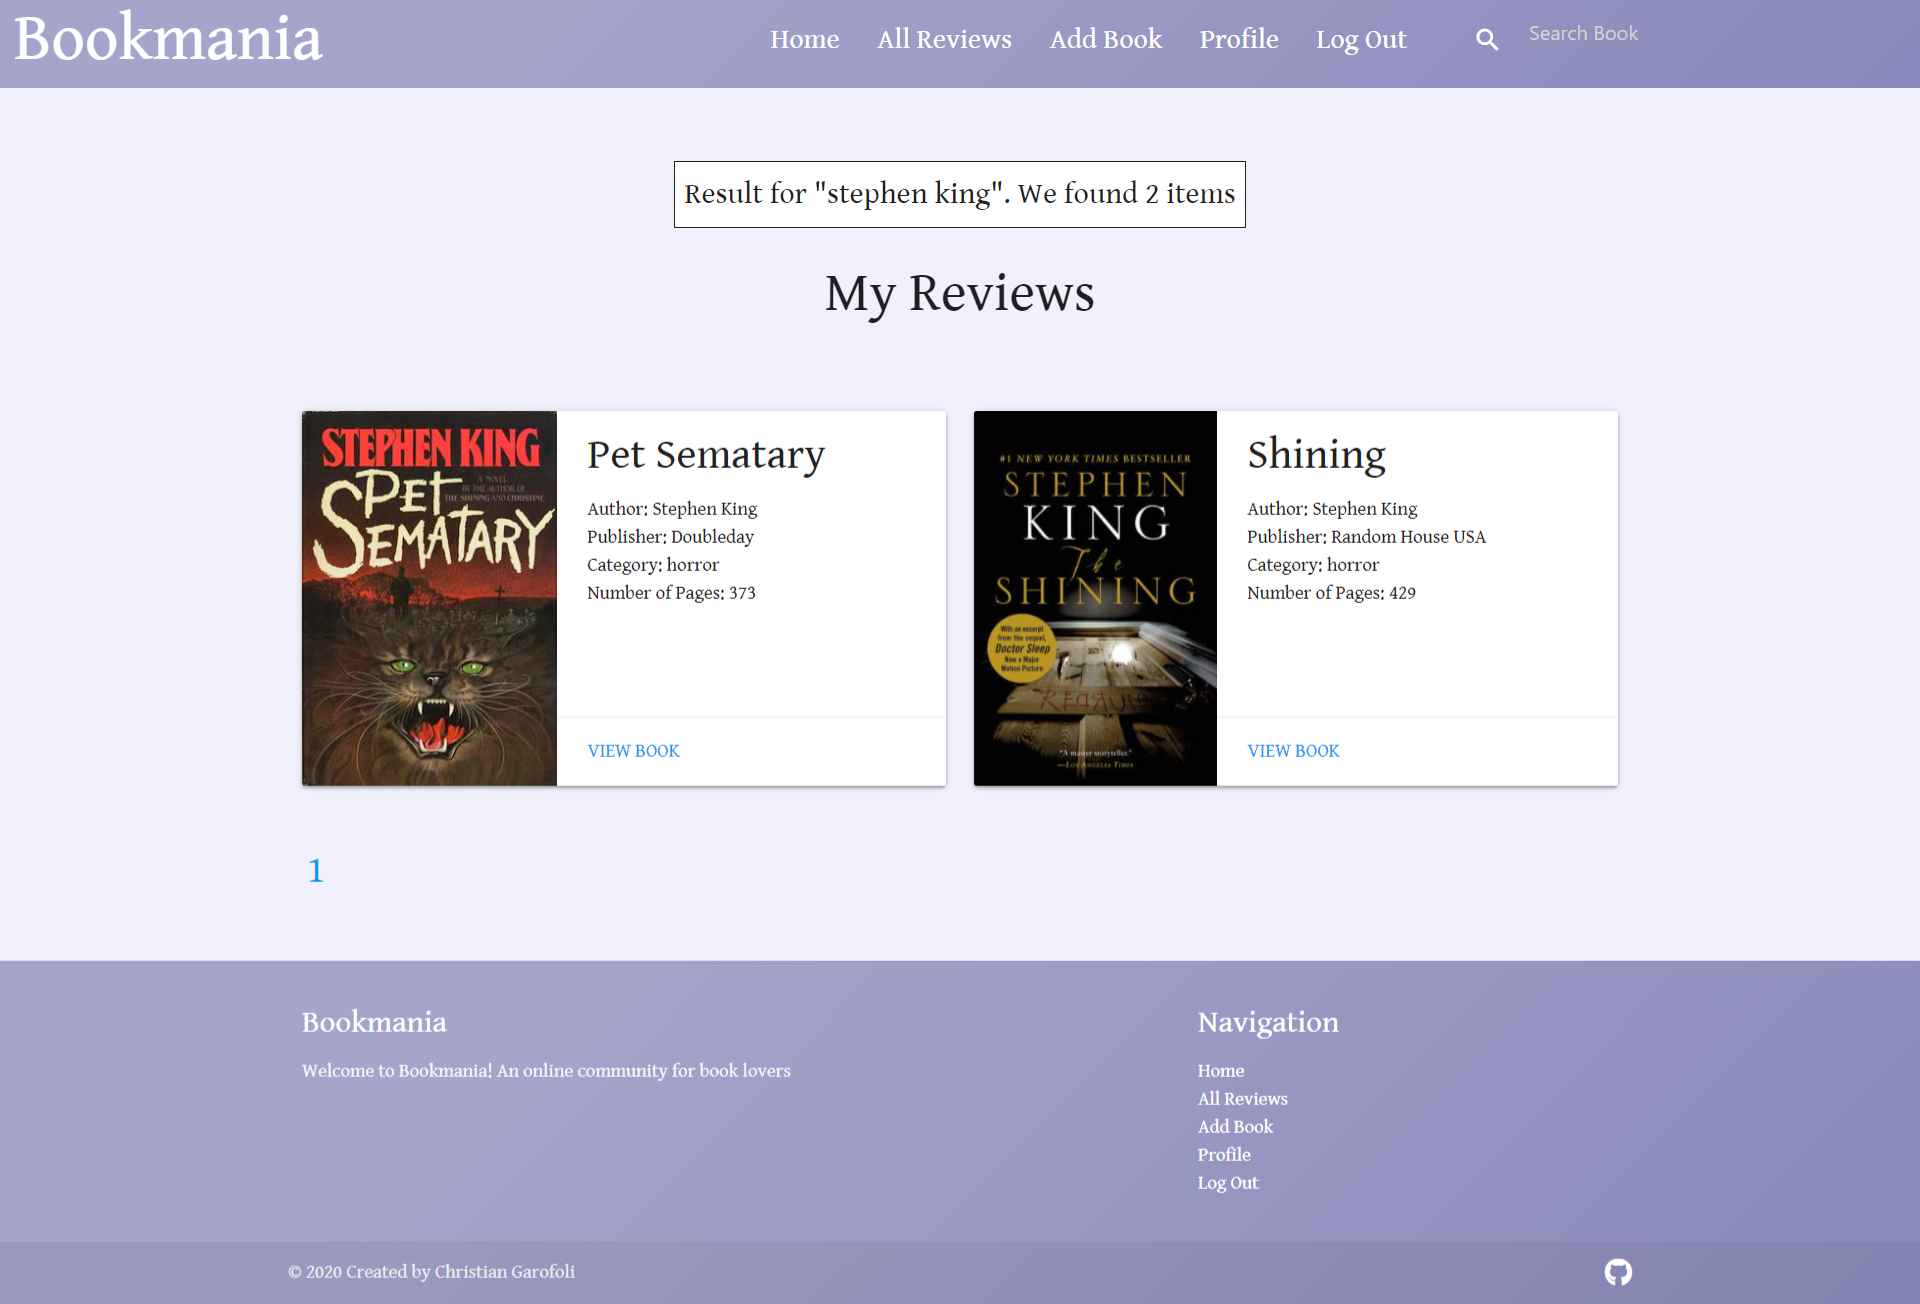 Bookmania
Home All Reviews Add Book Profile Log Out Search Book
Result for "stephen king". We found 2 items
My Reviews
STEPHEN KING
A NOVEL
BY THE AUTHOR OF
THE SHINING AND CHRISTINE
PET
SEMATARY
Pet Sematary
Author: Stephen King
Publisher: Doubleday
Category: horror
Number of Pages: 373
VIEW BOOK
#1 NEW YORK TIMES BESTSELLER
STEPHEN
KING
The
SHINING
With an excerpt
from the sequel,
Doctor Sleep
Now a Major
Motion Picture
REDRUM
"A master storyteller."
—LOS ANGELES TIMES
Shining
Author: Stephen King
Publisher: Random House USA
Category: horror
Number of Pages: 429
VIEW BOOK
1
Bookmania
Welcome to Bookmania! An online community for book lovers
Navigation
Home
All Reviews
Add Book
Profile
Log Out
© 2020 Created by Christian Garofoli